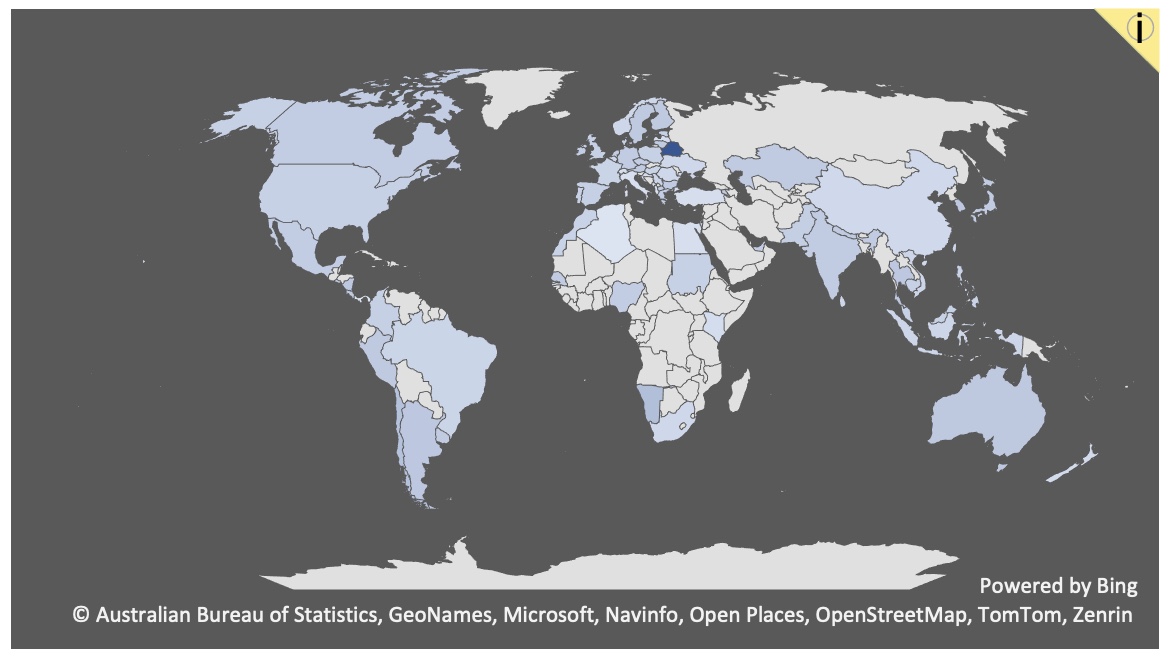 i
Powered by Bing
© Australian Bureau of Statistics, GeoNames, Microsoft, Navinfo, Open Places, OpenStreetMap, TomTom, Zenrin